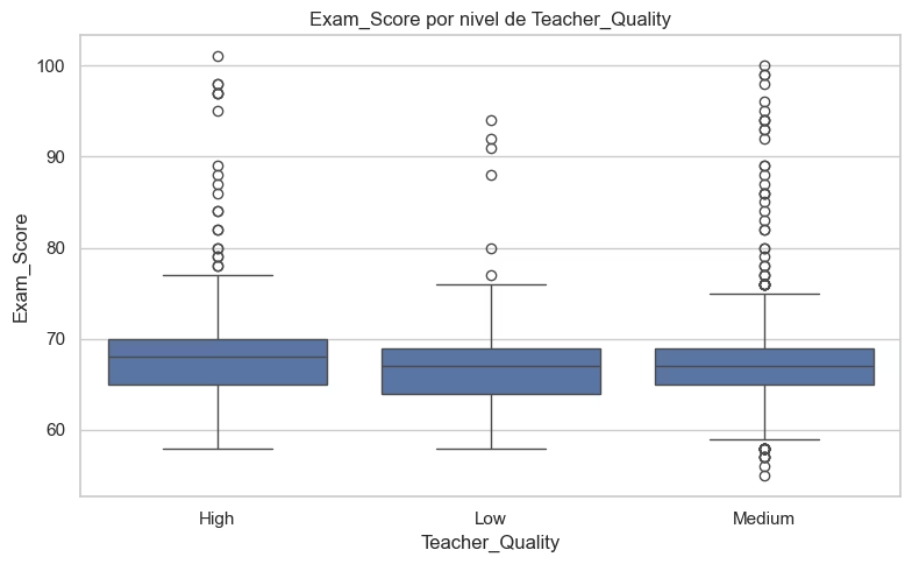 Exam_Score por nivel de Teacher_Quality
100
90
80
70
60
Exam_Score
High
Low
Medium
Teacher_Quality